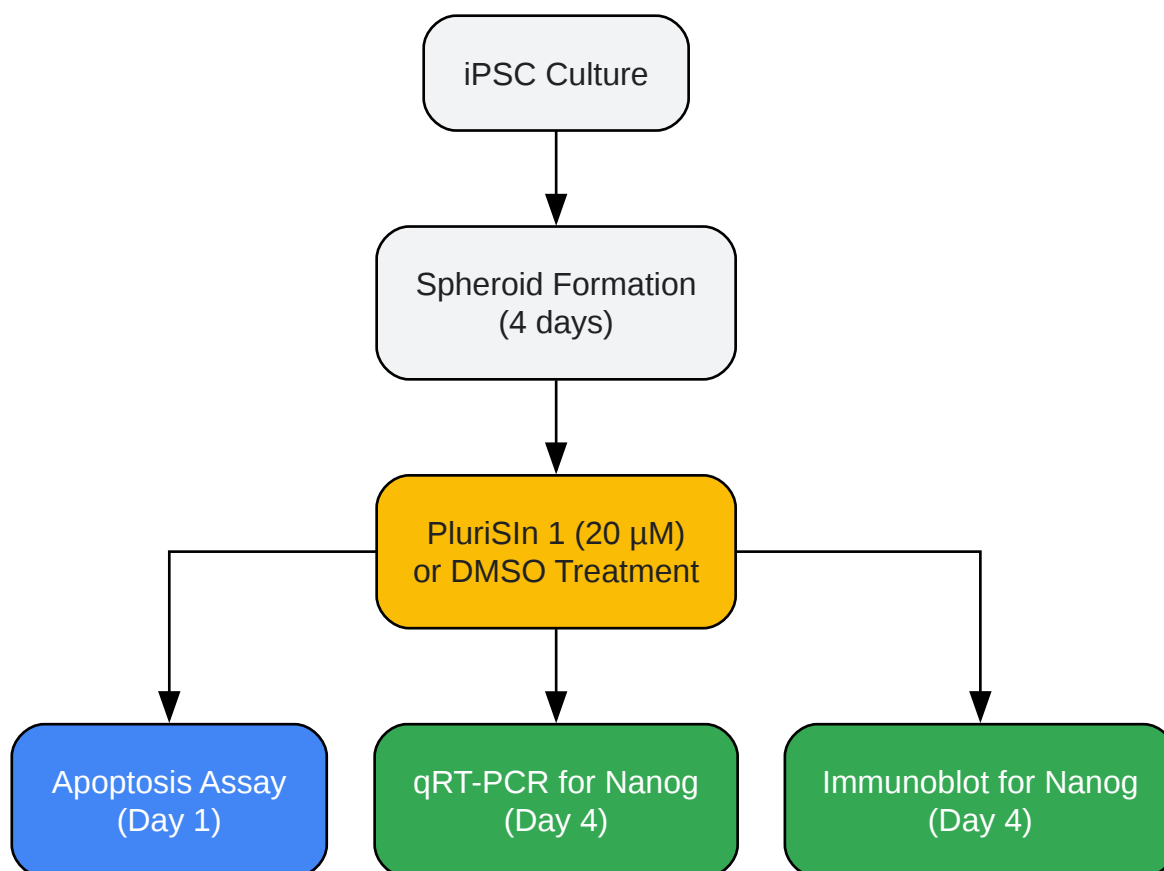 iPSC Culture
Spheroid Formation
(4 days)
PluriSIn 1 (20 µM)
or DMSO Treatment
Apoptosis Assay
(Day 1)
qRT-PCR for Nanog
(Day 4)
Immunoblot for Nanog
(Day 4)